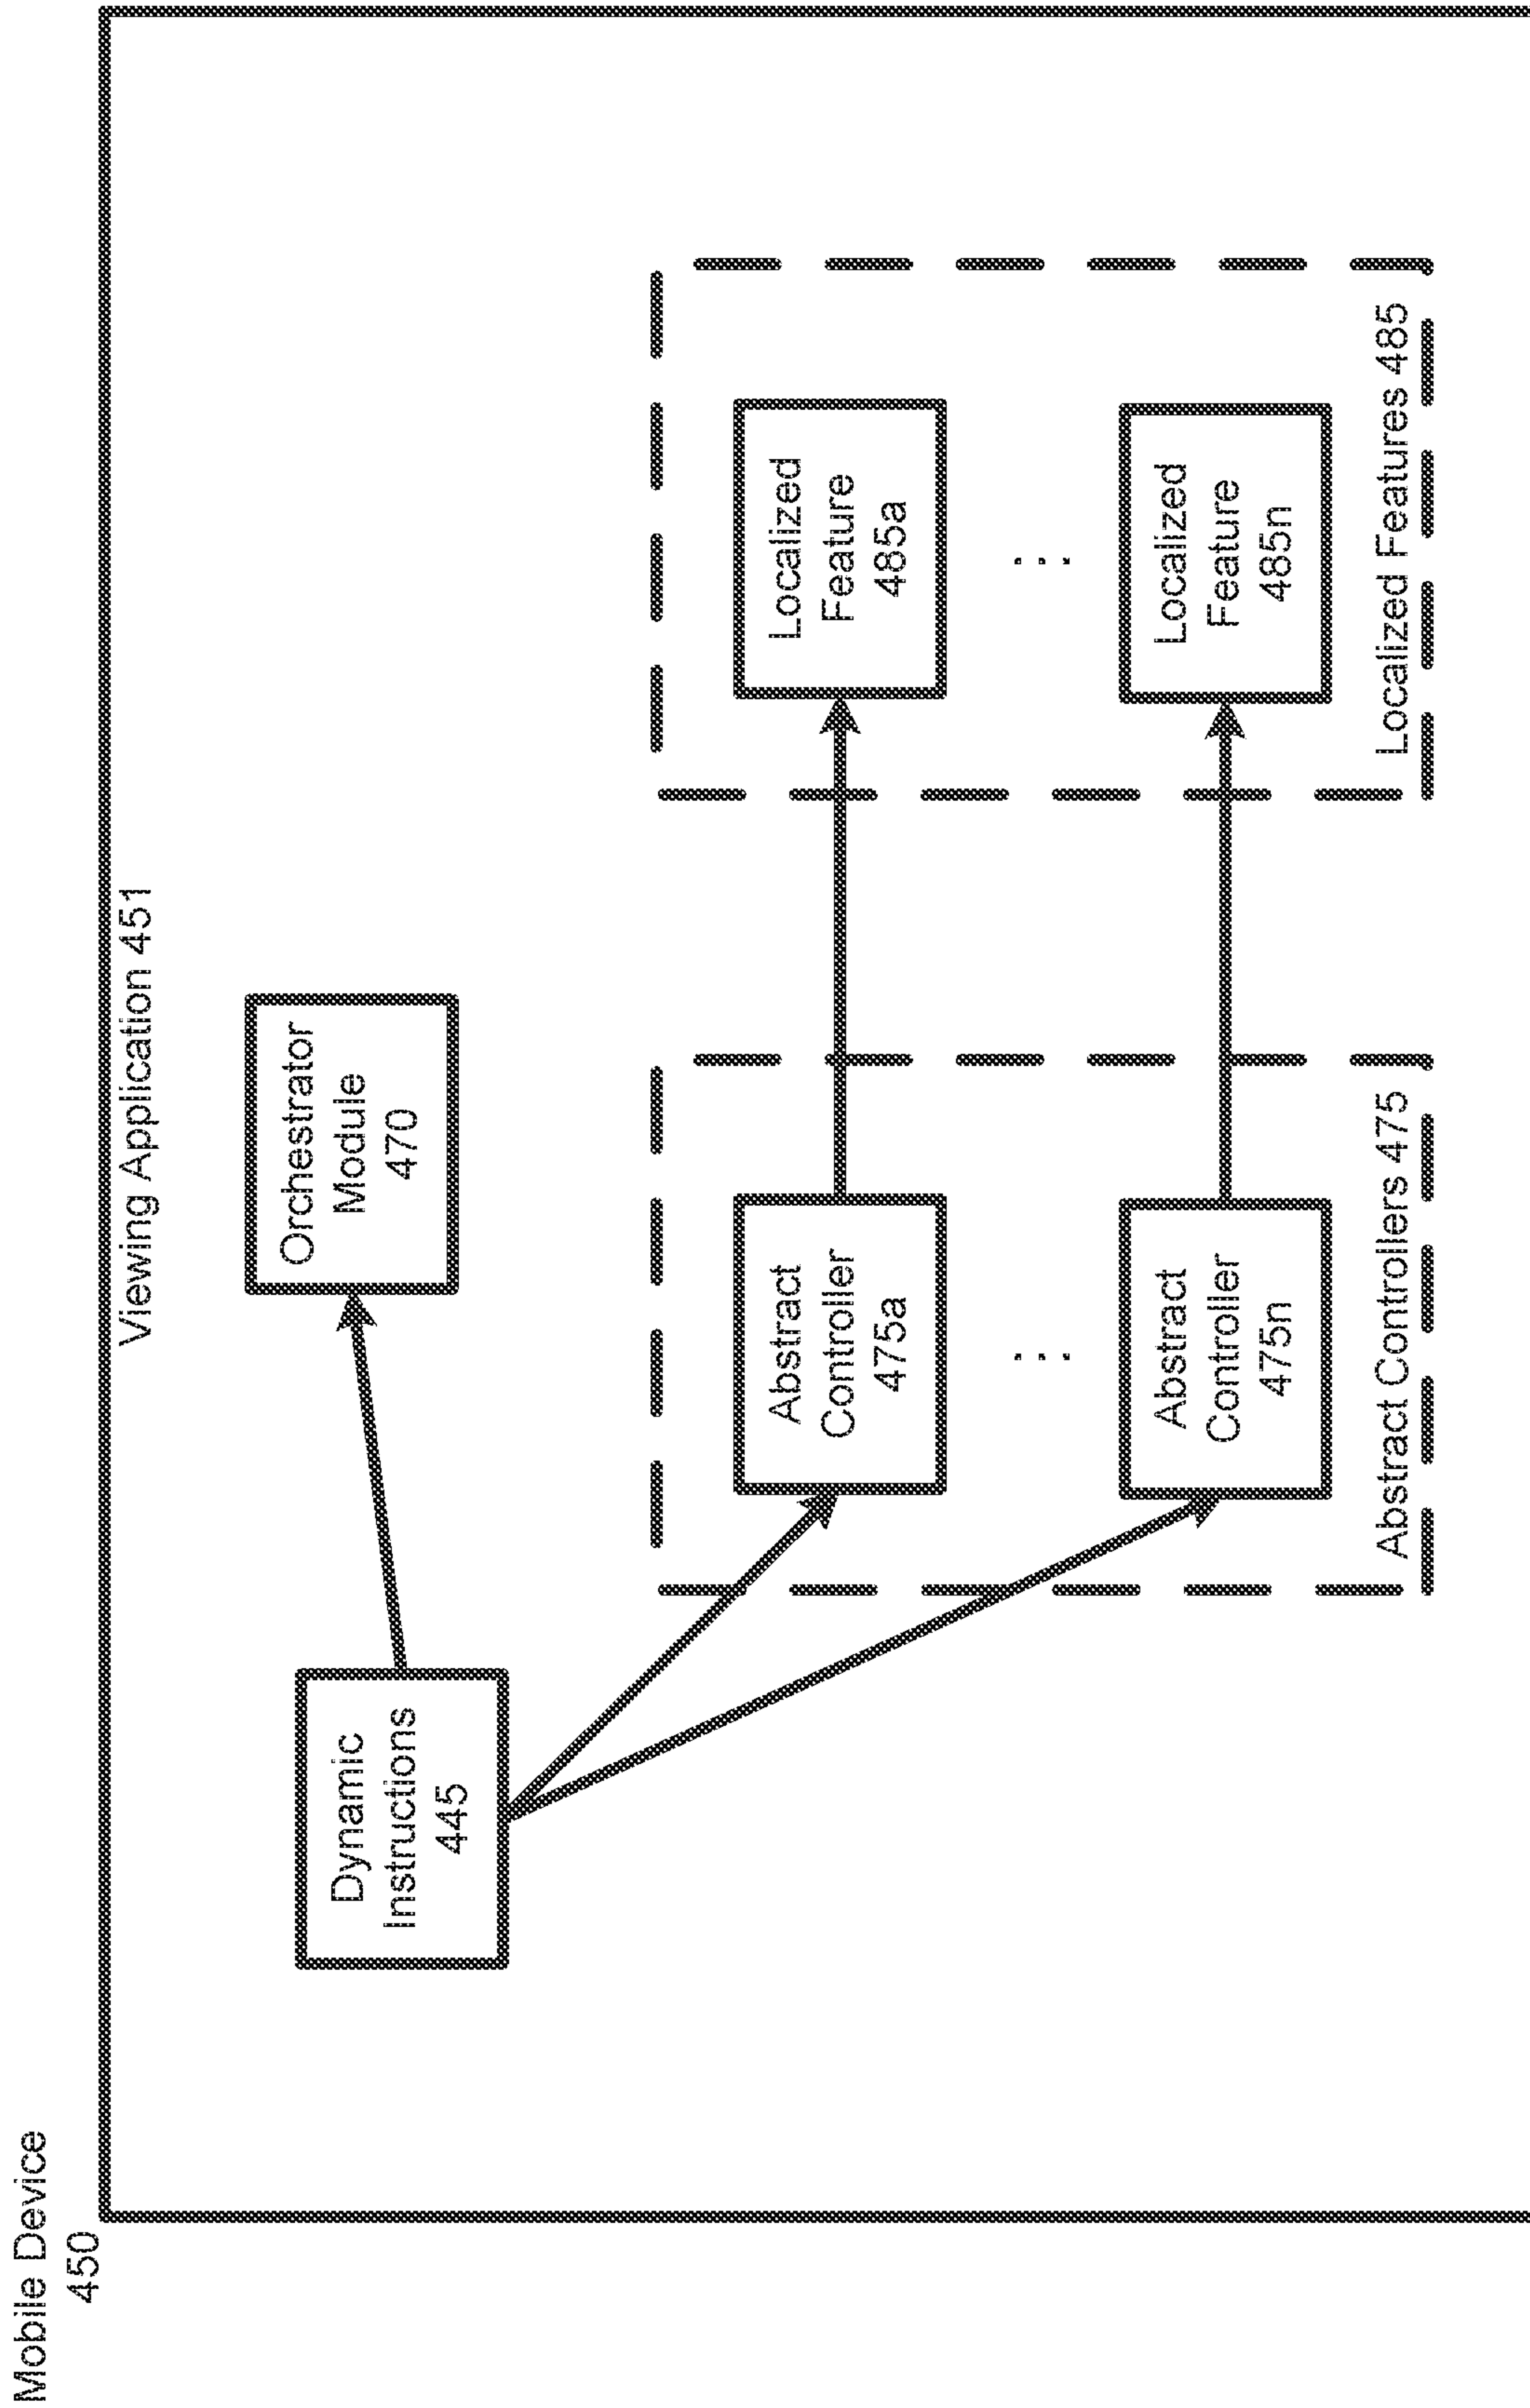 Mobile Device
450
Viewing Application 451
Dynamic
Instructions
445
Orchestrator
Module
470
Abstract
Controller
475a
...
Abstract
Controller
475n
Abstract Controllers 475
Localized
Feature
485a
...
Localized
Feature
485n
Localized Features 485